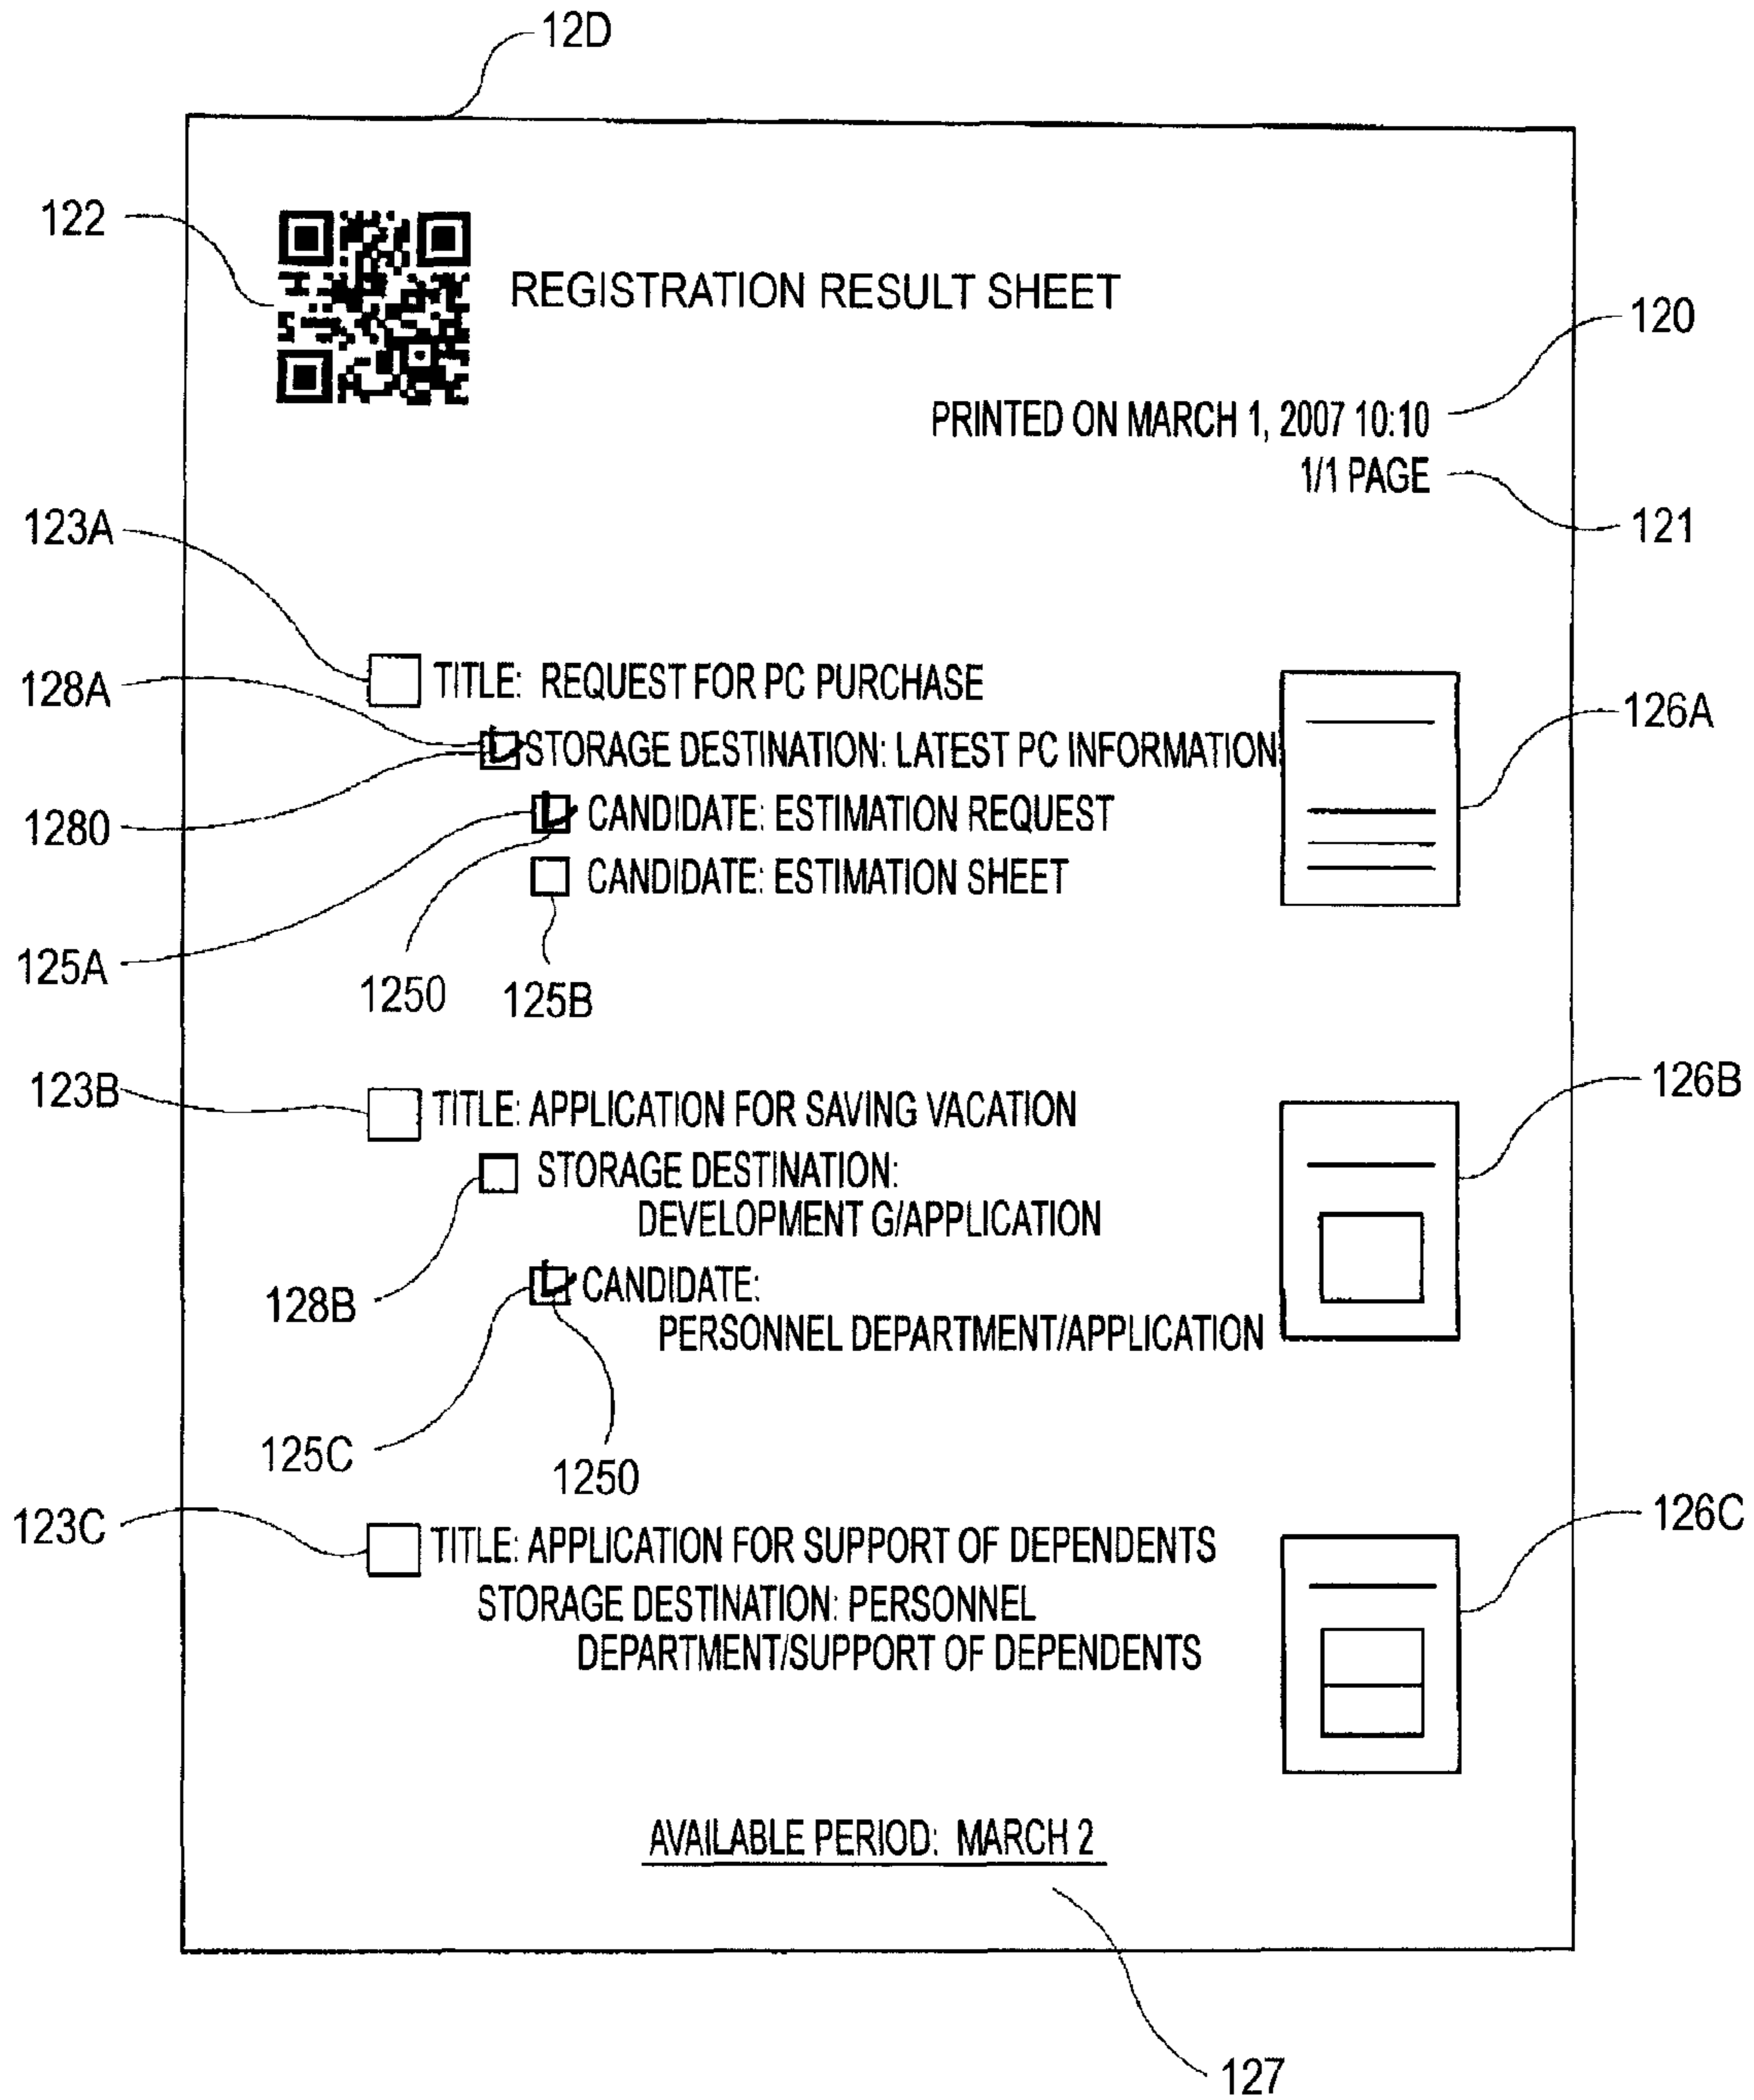 12D
122
REGISTRATION RESULT SHEET
120
PRINTED ON MARCH 1, 2007 10:10
1/1 PAGE
121
123A
TITLE: REQUEST FOR PC PURCHASE
128A
126A
STORAGE DESTINATION: LATEST PC INFORMATION
1280
CANDIDATE: ESTIMATION REQUEST
CANDIDATE: ESTIMATION SHEET
125A
1250
125B
123B
TITLE: APPLICATION FOR SAVING VACATION
126B
STORAGE DESTINATION:
DEVELOPMENT G/APPLICATION
128B
CANDIDATE:
PERSONNEL DEPARTMENT/APPLICATION
125C
1250
123C
TITLE: APPLICATION FOR SUPPORT OF DEPENDENTS
126C
STORAGE DESTINATION: PERSONNEL
DEPARTMENT/SUPPORT OF DEPENDENTS
AVAILABLE PERIOD: MARCH 2
127